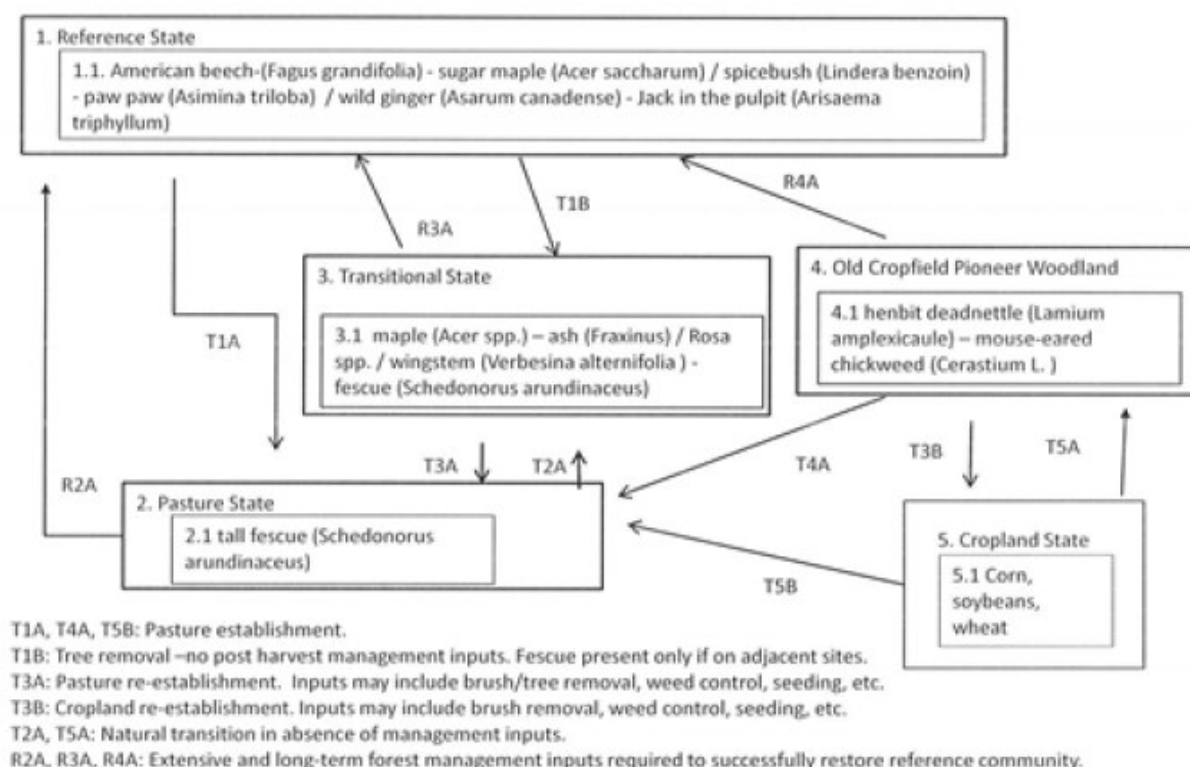 1. Reference State
1.1. American beech-(Fagus grandifolia) - sugar maple (Acer saccharum) / spicebush (Lindera benzoin)
- paw paw (Asimina triloba) / wild ginger (Asarum canadense) - Jack in the pulpit (Arisaema
triphyllum)
R4A
T1B
R3A
3. Transitional State
3.1 maple (Acer spp.) – ash (Fraxinus) / Rosa
spp. / wingstem (Verbesina alternifolia ) -
fescue (Schedonorus arundinaceus)
4. Old Cropfield Pioneer Woodland
4.1 henbit deadnettle (Lamium
amplexicaule) – mouse-eared
chickweed (Cerastium L. )
T1A
R2A
T3A
T2A
T4A
T3B
T5A
2. Pasture State
2.1 tall fescue (Schedonorus
arundinaceus)
T5B
5. Cropland State
5.1 Corn,
soybeans,
wheat
T1A, T4A, T5B: Pasture establishment.
T1B: Tree removal –no post harvest management inputs. Fescue present only if on adjacent sites.
T3A: Pasture re-establishment. Inputs may include brush/tree removal, weed control, seeding, etc.
T3B: Cropland re-establishment. Inputs may include brush removal, weed control, seeding, etc.
T2A, T5A: Natural transition in absence of management inputs.
R2A, R3A, R4A: Extensive and long-term forest management inputs required to successfully restore reference community.